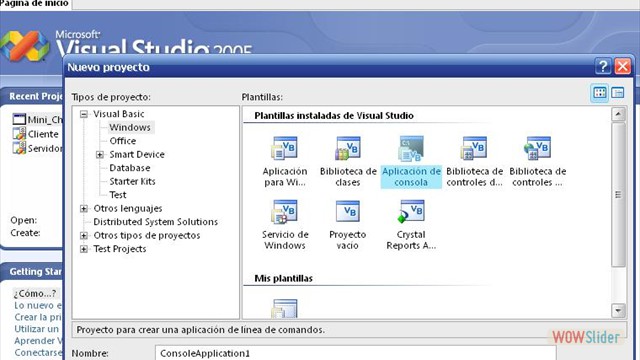 Página de inicio
Microsoft
Visual Studio 2005
Nuevo proyecto
Recent Proje
Mini_Ch
Cliente
Servidor
Open:
Create:
Getting Star
¿Cómo...?
Lo nuevo e
Crear la pri
Utilizar un
Aprender V
Conectarse
Tipos de proyecto:
Visual Basic
Windows
Office
Smart Device
Database
Starter Kits
Test
Otros lenguajes
Distributed System Solutions
Otros tipos de proyectos
Test Projects
Plantillas:
Plantillas instaladas de Visual Studio
Aplicación para Wi...
Biblioteca de clases
Aplicación de consola
Biblioteca de controles d...
Biblioteca de controles ...
Servicio de Windows
Proyecto vacío
Crystal Reports A...
Mis plantillas
Proyecto para crear una aplicación de línea de comandos.
Nombre:
ConsoleApplication1
WOWSlider